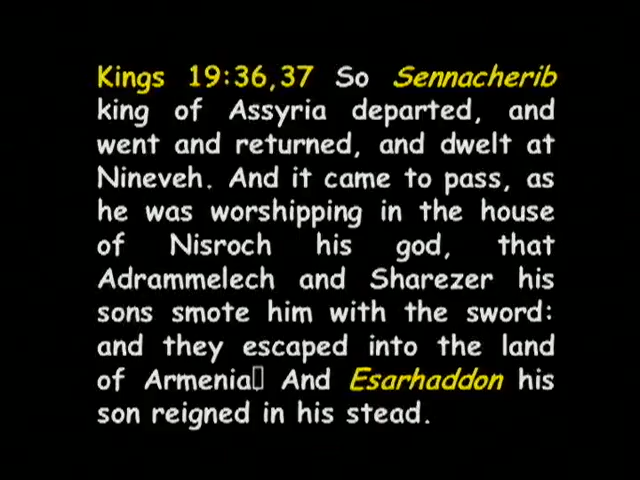 Kings 19:36,37 So Sennacherib
king of Assyria departed, and
went and returned, and dwelt at
Nineveh. And it came to pass, as
he was worshipping in the house
of Nisroch his god, that
Adrammelech and Sharezer his
sons smote him with the sword:
and they escaped into the land
of Armenia▯ And Esarhaddon his
son reigned in his stead.